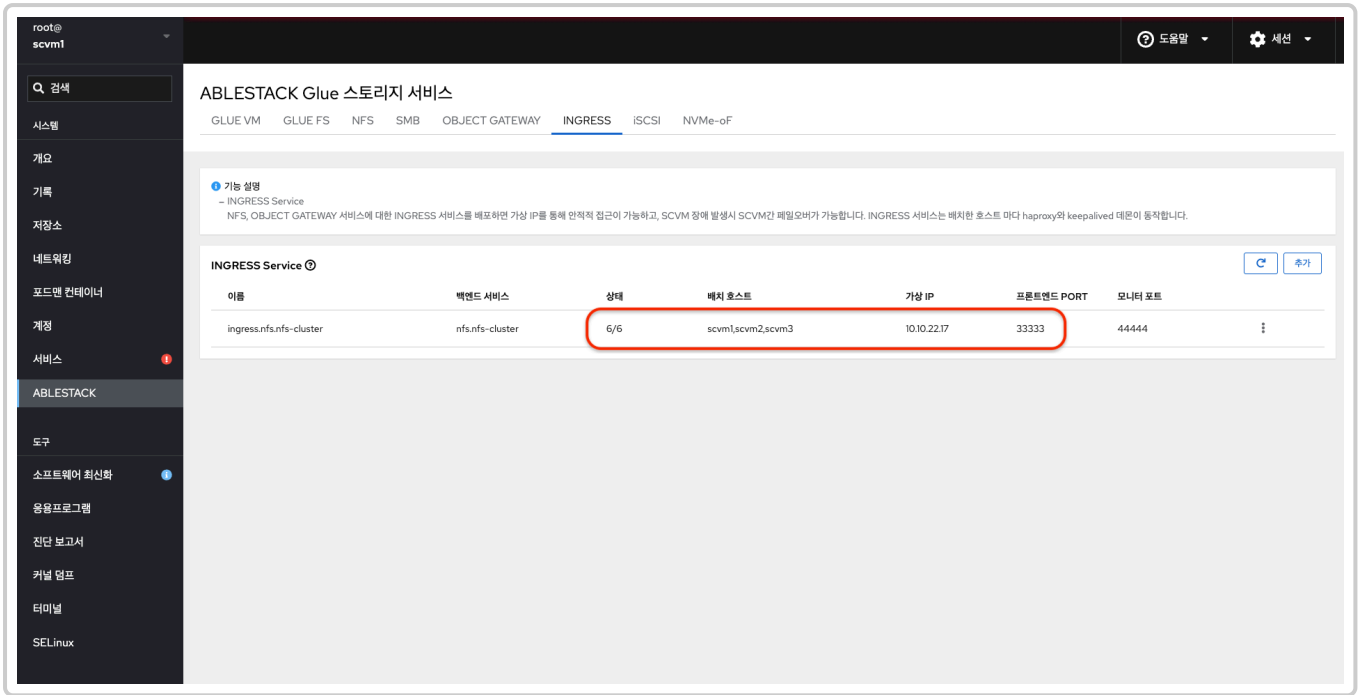 root@
scvm1
도움말
세션
검색
시스템
개요
기록
저장소
네트워킹
포드맨 컨테이너
계정
서비스
ABLESTACK
도구
소프트웨어 최신화
응용프로그램
진단 보고서
커널 덤프
터미널
SELinux
ABLESTACK Glue 스토리지 서비스
GLUE VM GLUE FS NFS SMB OBJECT GATEWAY INGRESS iSCSI NVMe-oF
기능 설명
– INGRESS Service
NFS, OBJECT GATEWAY 서비스에 대한 INGRESS 서비스를 배포하면 가상 IP를 통해 안적적 접근이 가능하고, SCVM 장애 발생시 SCVM간 페일오버가 가능합니다. INGRESS 서비스는 배치한 호스트 마다 haproxy와 keepalived 데몬이 동작합니다.
INGRESS Service
추가
이름 백엔드 서비스 상태 배치 호스트 가상 IP 프론트엔드 PORT 모니터 포트
ingress.nfs.nfs-cluster nfs.nfs-cluster 6/6 scvm1,scvm2,scvm3 10.10.22.17 33333 44444